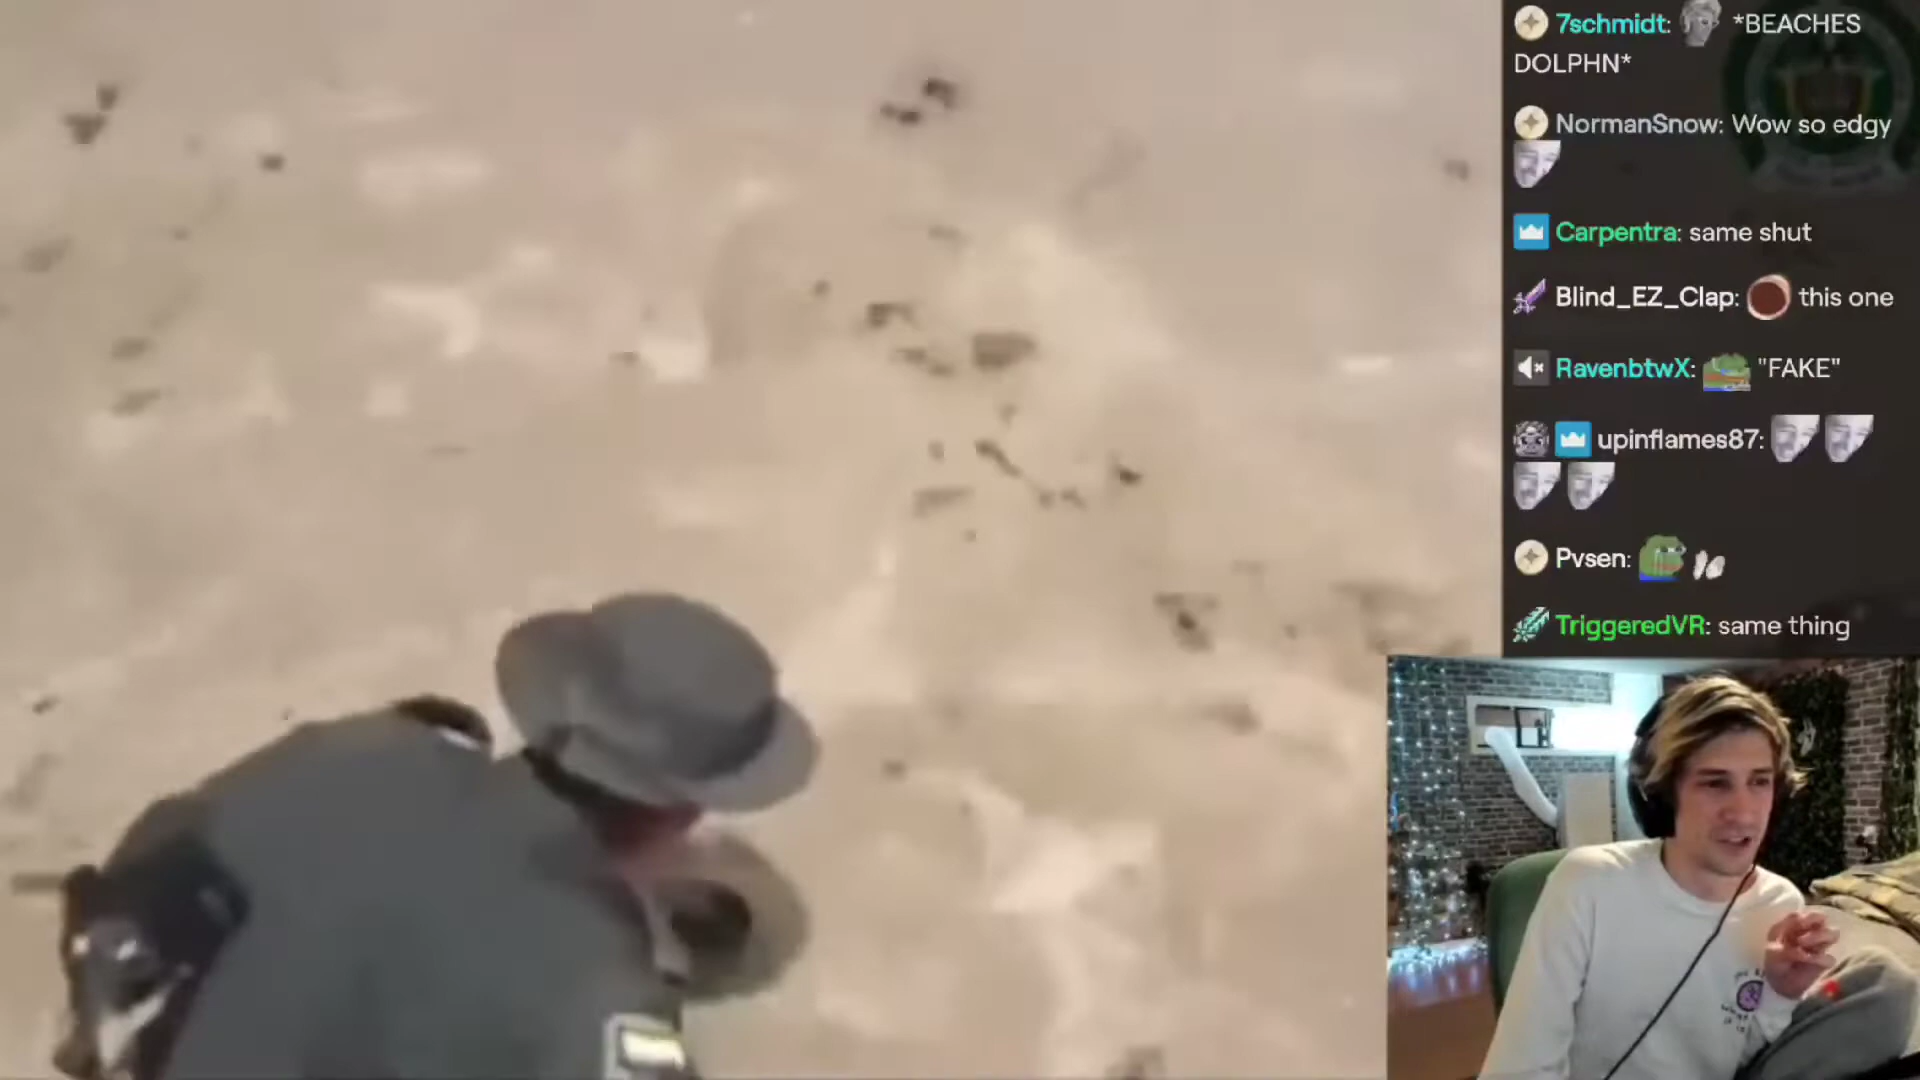 7schmidt: *BEACHES
DOLPHN*
NormanSnow: Wow so edgy
Carpentra: same shut
Blind_EZ_Clap: this one
RavenbtwX: "FAKE"
upinflames87:
Pvsen:
TriggeredVR: same thing